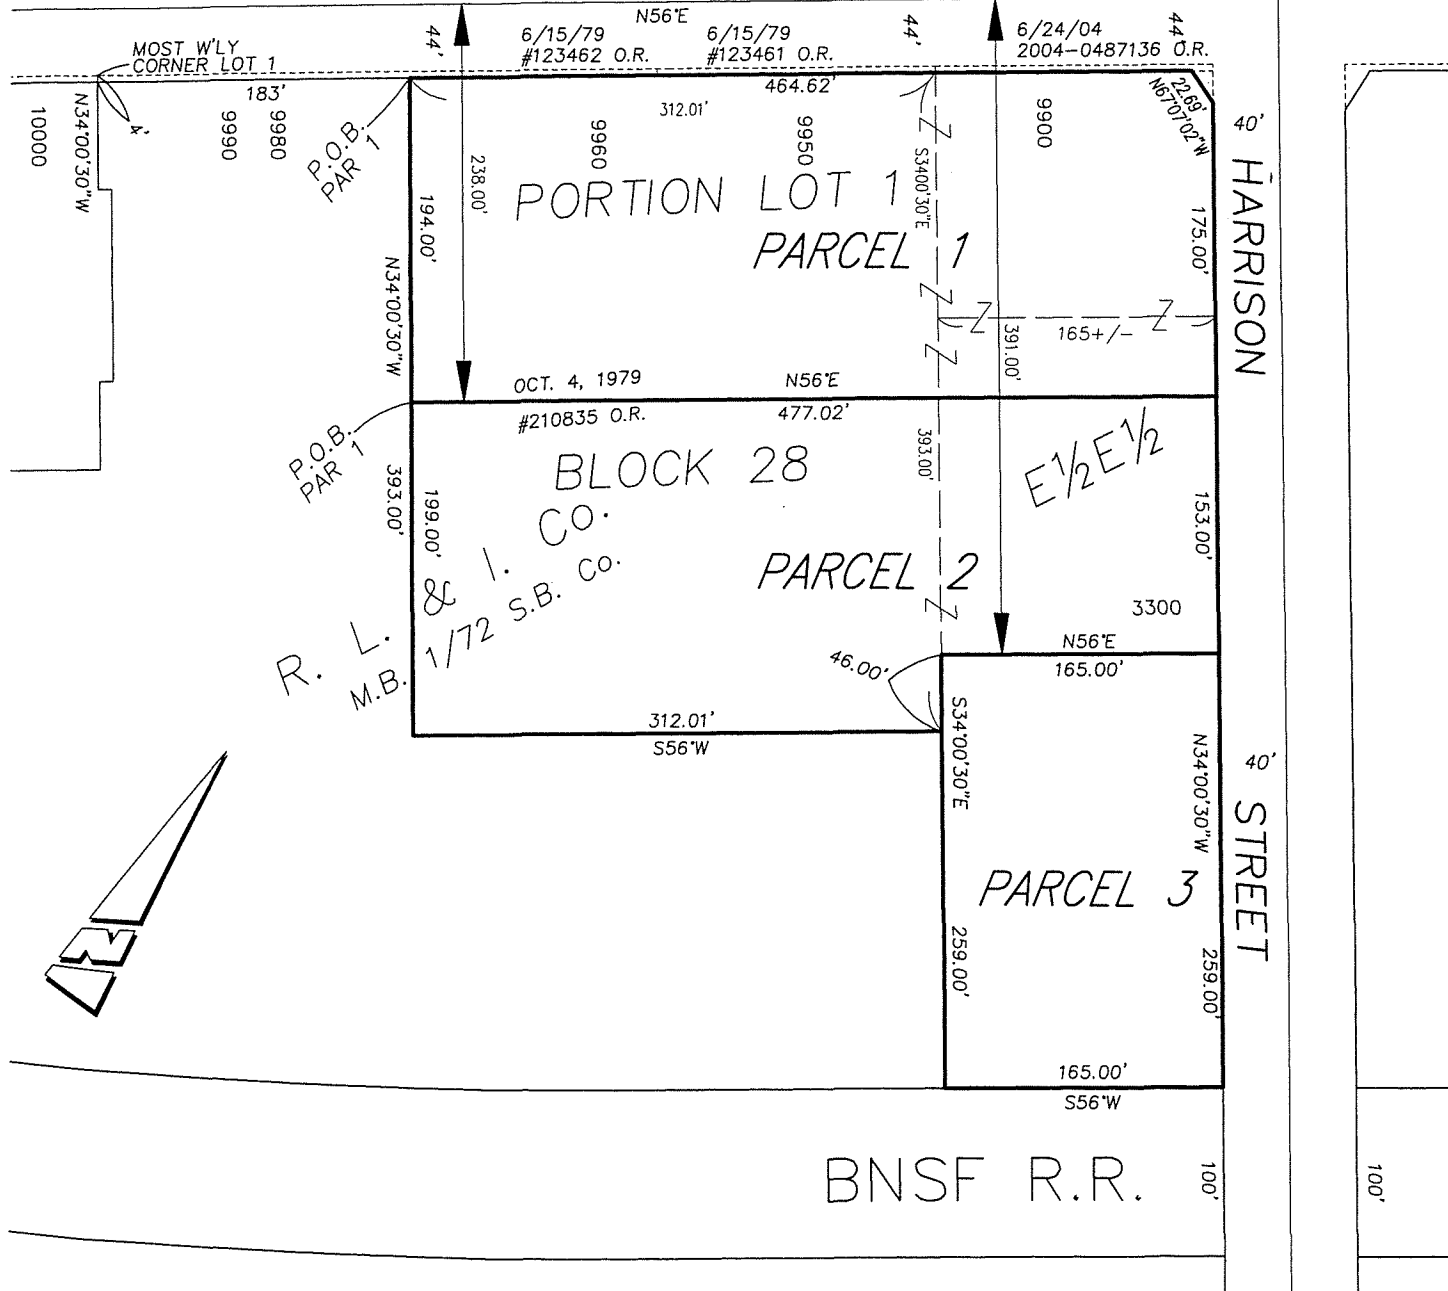 N56°E
44'
6/15/79
#123462 O.R.
6/15/79
#123461 O.R.
44'
6/24/04
2004-0487136 O.R.
44'
MOST W'LY
CORNER LOT 1
183'
4'
464.62'
312.01'
22.69'
N67°07'02"W
10000
N34°00'30"W
9990
9980
P.O.B.
PAR 1
238.00'
194.00'
N34°00'30"W
9960
9950
S3400'30"E
9900
40'
175.00'
PORTION LOT 1
PARCEL 1
165+/-
391.00'
HARRISON
OCT. 4, 1979
#210835 O.R.
N56°E
477.02'
P.O.B.
PAR 1
393.00'
199.00'
BLOCK 28
393.00'
E½E½
153.00'
R. L. & I. CO.
M.B. 1/72 S.B. Co.
PARCEL 2
3300
46.00'
N56°E
165.00'
312.01'
S56°W
S34°00'30"E
N34°00'30"W
40'
STREET
PARCEL 3
259.00'
259.00'
N
165.00'
S56°W
BNSF R.R.
100'
100'